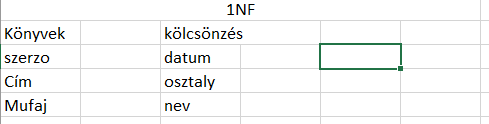 1NF
Könyvek kölcsönzés
szerzo datum
Cím osztaly
Mufaj nev